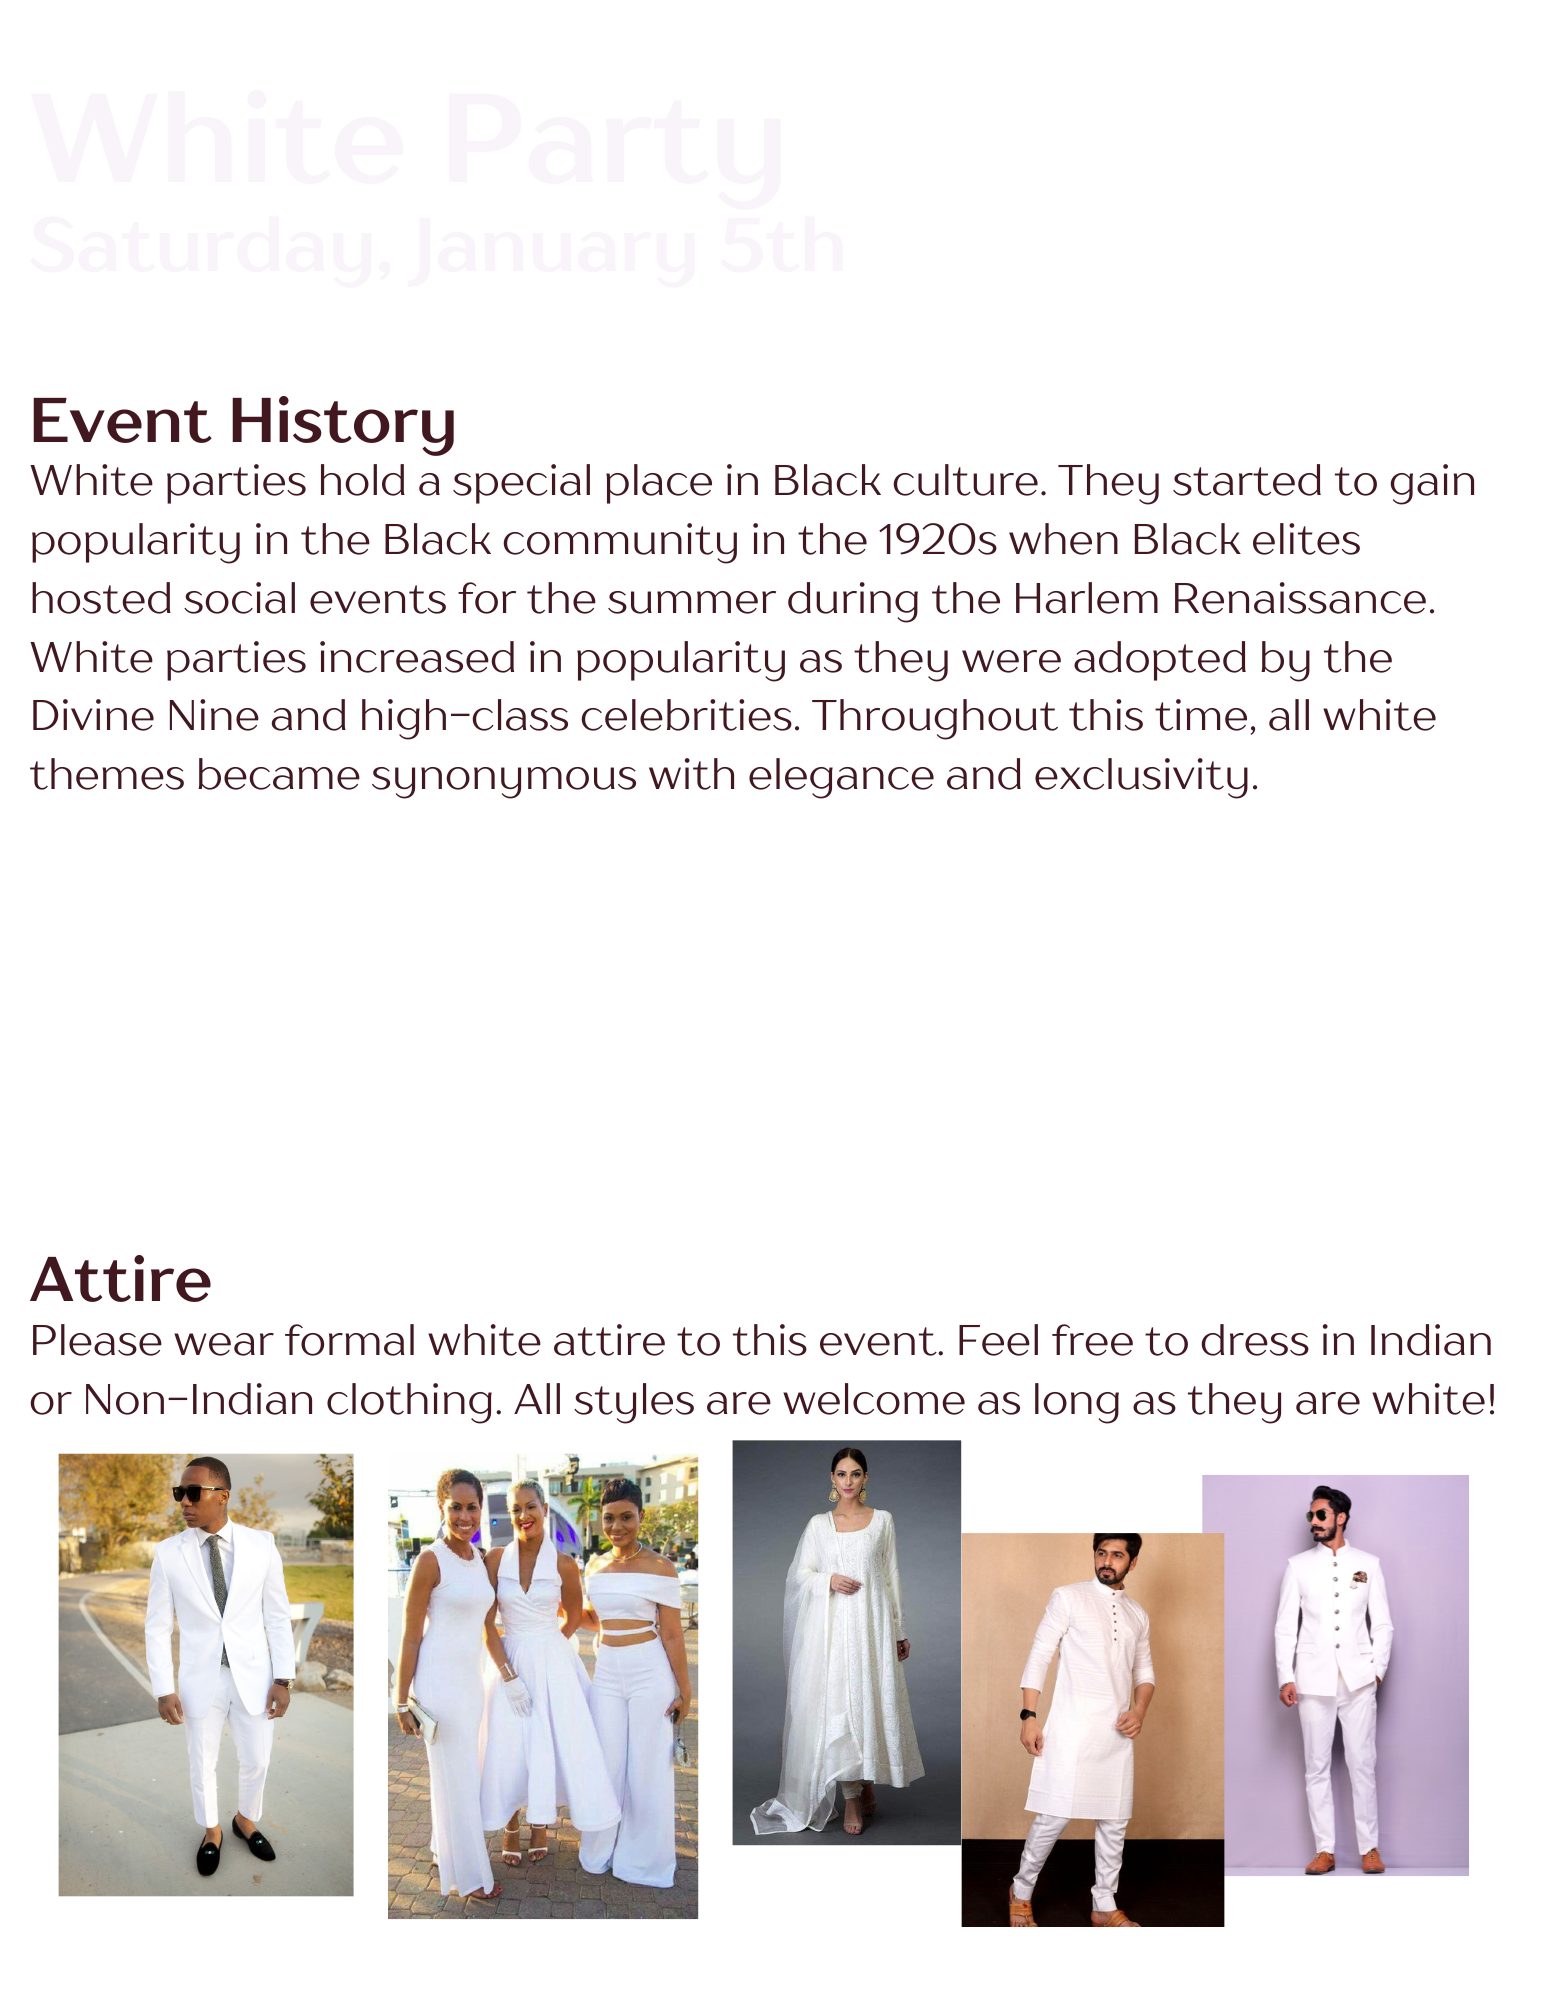 White Party
Saturday, January 5th
Event History
White parties hold a special place in Black culture. They started to gain
popularity in the Black community in the 1920s when Black elites
hosted social events for the summer during the Harlem Renaissance.
White parties increased in popularity as they were adopted by the
Divine Nine and high-class celebrities. Throughout this time, all white
themes became synonymous with elegance and exclusivity.
Attire
Please wear formal white attire to this event. Feel free to dress in Indian
or Non-Indian clothing. All styles are welcome as long as they are white!